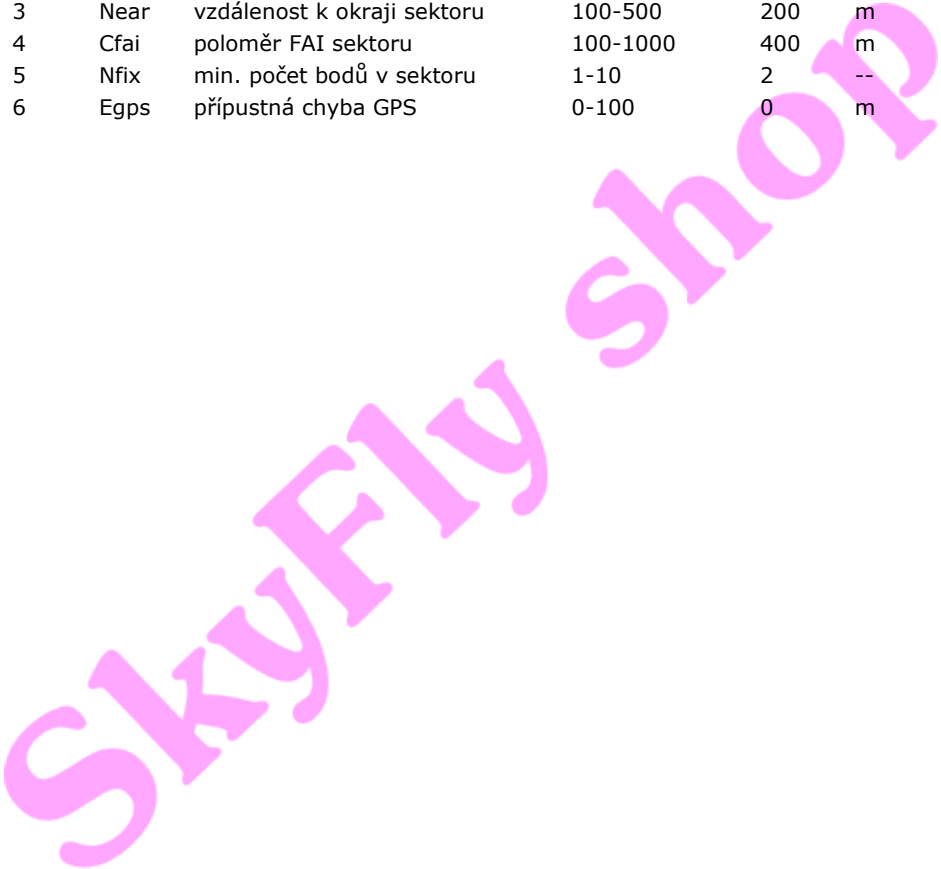 3 Near vzdálenost k okraji sektoru 100-500 200 m
4 Cfai poloměr FAI sektoru 100-1000 400 m
5 Nfix min. počet bodů v sektoru 1-10 2 --
6 Egps přípustná chyba GPS 0-100 0 m
SkyFly shop